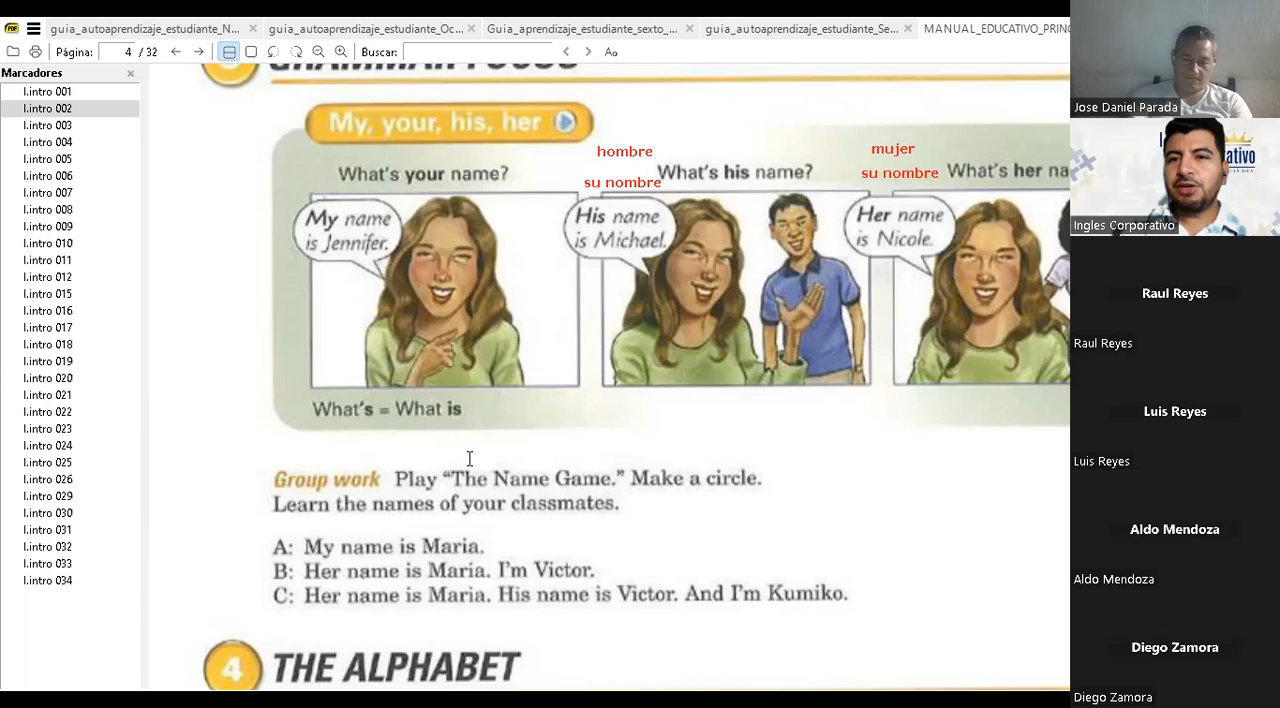 guia_autoaprendizaje_estudiante_N...
guia_autoaprendizaje_estudiante_Oc...
Guia_aprendizaje_estudiante_sexto_...
guia_autoaprendizaje_estudiante_Se...
MANUAL_EDUCATIVO_PRINC
Página: 4 / 32
Buscar:
Aa
Marcadores
I.intro 001
I.intro 002
I.intro 003
I.intro 004
I.intro 005
I.intro 006
I.intro 007
I.intro 008
I.intro 009
I.intro 010
I.intro 011
I.intro 012
I.intro 015
I.intro 016
I.intro 017
I.intro 018
I.intro 019
I.intro 020
I.intro 021
I.intro 022
I.intro 023
I.intro 024
I.intro 025
I.intro 026
I.intro 029
I.intro 030
I.intro 031
I.intro 032
I.intro 033
I.intro 034
GRAMMAR FOCUS
My, your, his, her
What's your name?
hombre
su nombre
What's his name?
mujer
su nombre
What's her na
My name
is Jennifer.
His name
is Michael.
Her name
is Nicole.
What's = What is
Group work Play "The Name Game." Make a circle.
Learn the names of your classmates.
A: My name is Maria.
B: Her name is Maria. I'm Victor.
C: Her name is Maria. His name is Victor. And I'm Kumiko.
4 THE ALPHABET
Jose Daniel Parada
Ingles Corporativo
Raul Reyes
Raul Reyes
Luis Reyes
Luis Reyes
Aldo Mendoza
Aldo Mendoza
Diego Zamora
Diego Zamora